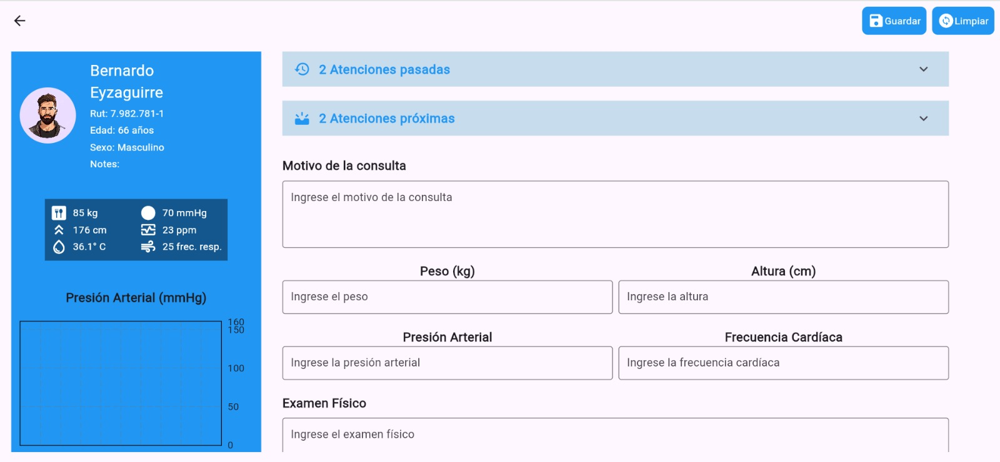 Guardar
Limpiar
Bernardo
Eyzaguirre
Rut: 7.982.781-1
Edad: 66 años
Sexo: Masculino
Notes:
85 kg
70 mmHg
176 cm
23 ppm
36.1° C
25 frec. resp.
Presión Arterial (mmHg)
160
150
100
50
0
2 Atenciones pasadas
2 Atenciones próximas
Motivo de la consulta
Ingrese el motivo de la consulta
Peso (kg)
Altura (cm)
Ingrese el peso
Ingrese la altura
Presión Arterial
Frecuencia Cardíaca
Ingrese la presión arterial
Ingrese la frecuencia cardíaca
Examen Físico
Ingrese el examen físico